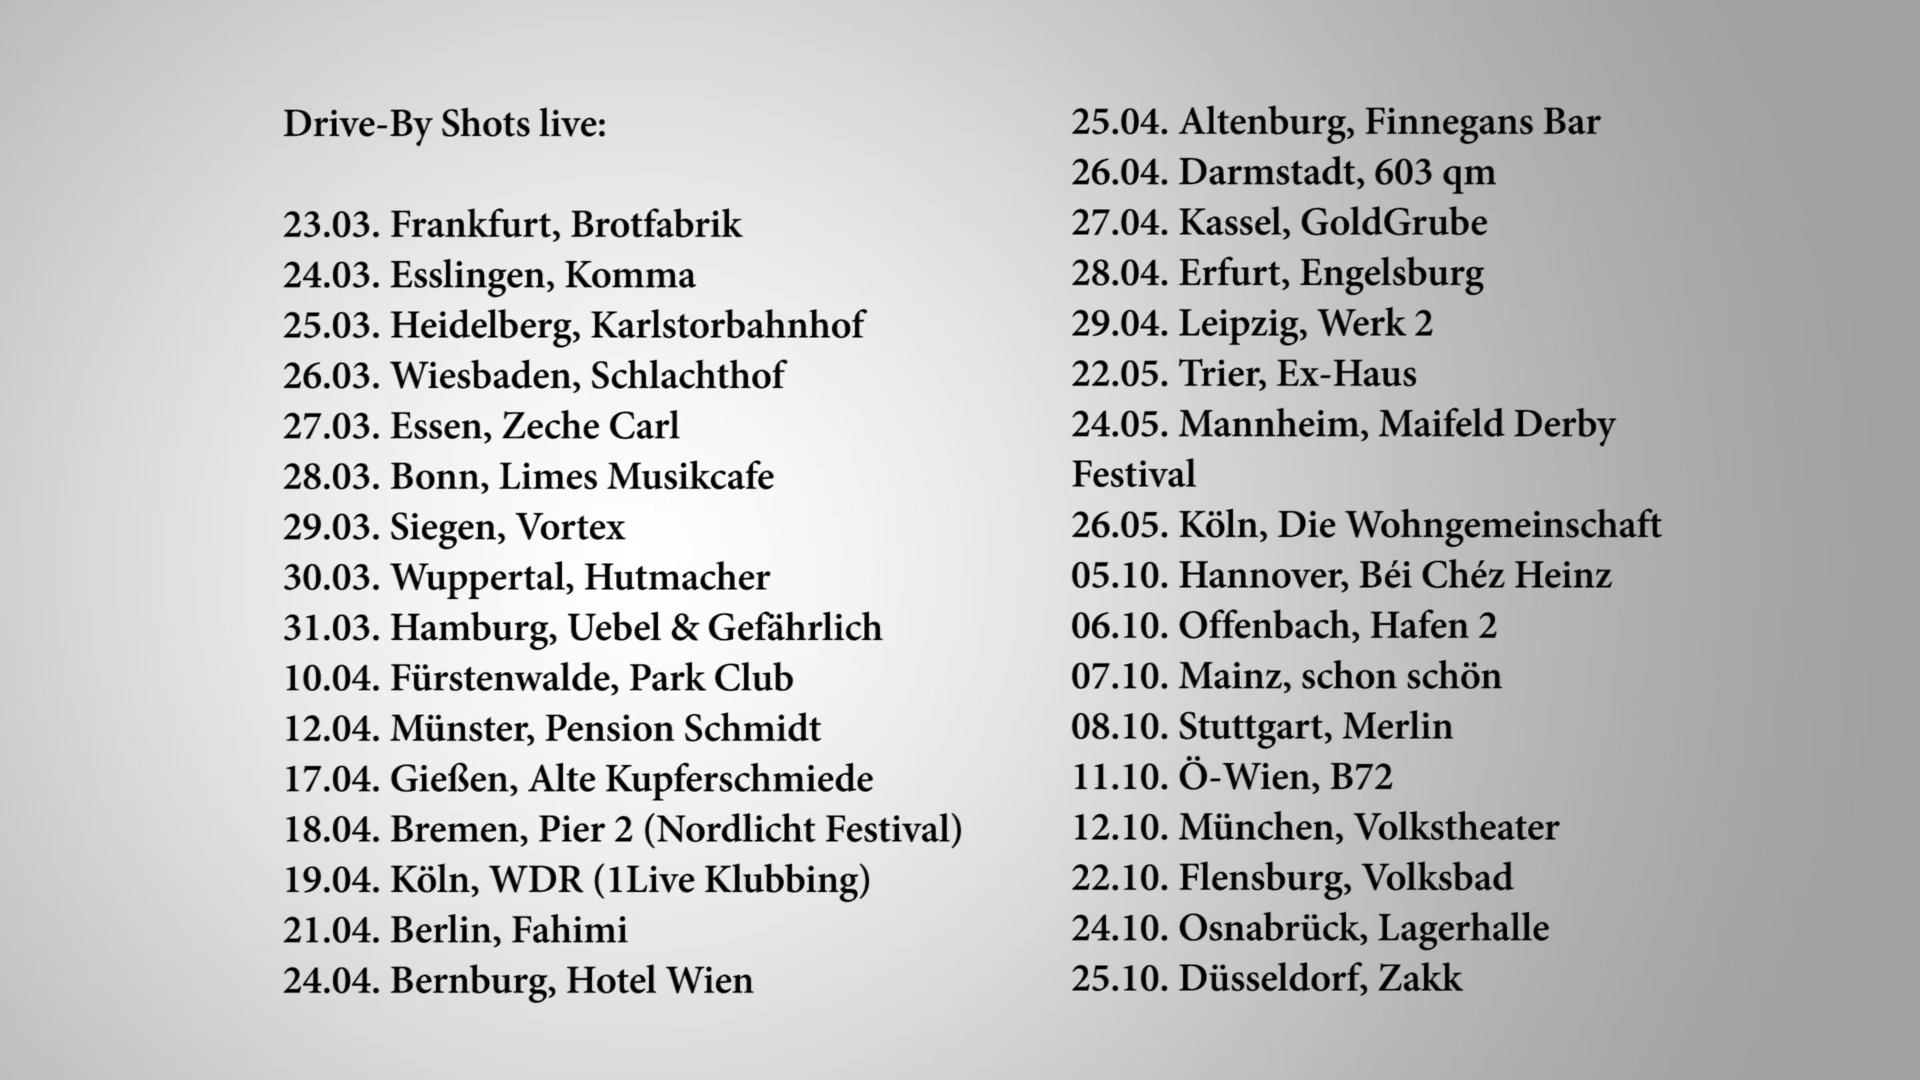 Drive-By Shots live:
23.03. Frankfurt, Brotfabrik
24.03. Esslingen, Komma
25.03. Heidelberg, Karlstorbahnhof
26.03. Wiesbaden, Schlachthof
27.03. Essen, Zeche Carl
28.03. Bonn, Limes Musikcafe
29.03. Siegen, Vortex
30.03. Wuppertal, Hutmacher
31.03. Hamburg, Uebel & Gefährlich
10.04. Fürstenwalde, Park Club
12.04. Münster, Pension Schmidt
17.04. Gießen, Alte Kupferschmiede
18.04. Bremen, Pier 2 (Nordlicht Festival)
19.04. Köln, WDR (1Live Klubbing)
21.04. Berlin, Fahimi
24.04. Bernburg, Hotel Wien
25.04. Altenburg, Finnegans Bar
26.04. Darmstadt, 603 qm
27.04. Kassel, GoldGrube
28.04. Erfurt, Engelsburg
29.04. Leipzig, Werk 2
22.05. Trier, Ex-Haus
24.05. Mannheim, Maifeld Derby
Festival
26.05. Köln, Die Wohngemeinschaft
05.10. Hannover, Béi Chéz Heinz
06.10. Offenbach, Hafen 2
07.10. Mainz, schon schön
08.10. Stuttgart, Merlin
11.10. Ö-Wien, B72
12.10. München, Volkstheater
22.10. Flensburg, Volksbad
24.10. Osnabrück, Lagerhalle
25.10. Düsseldorf, Zakk